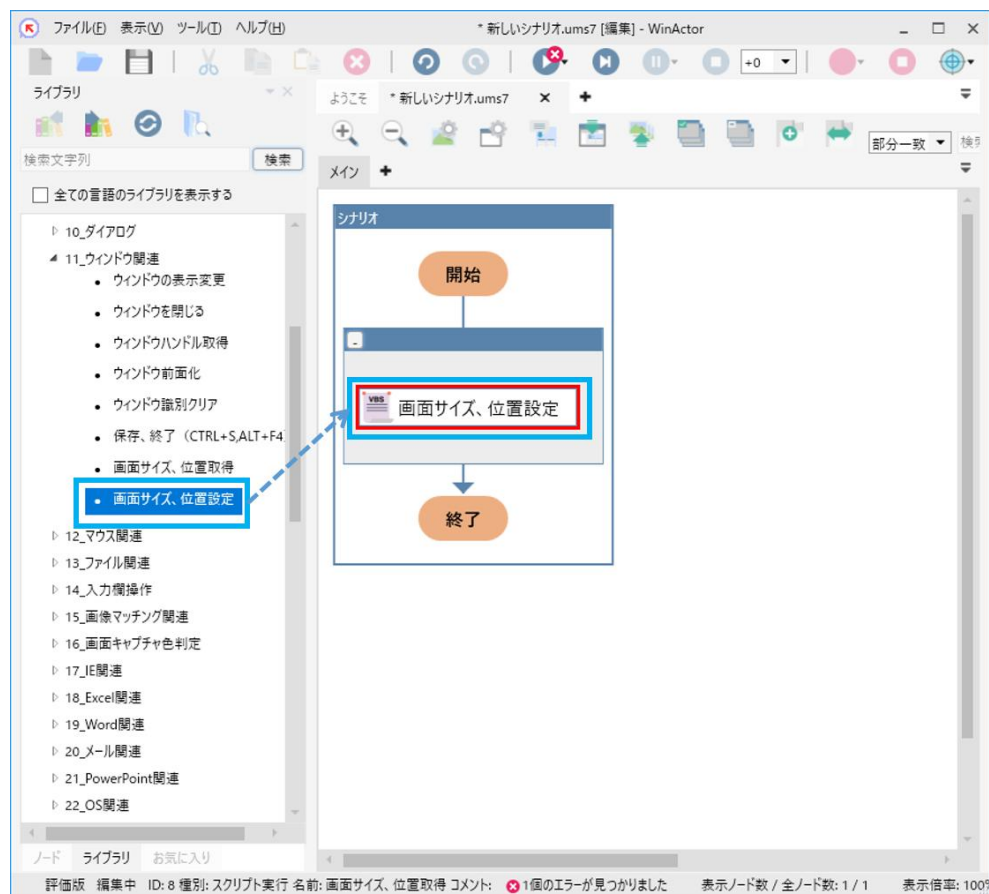 ファイル(F) 表示(V) ツール(T) ヘルプ(H)
* 新しいシナリオ.ums7 [編集] - WinActor
+0
ライブラリ
検索文字列
検索
全ての言語のライブラリを表示する
10_ダイアログ
11_ウィンドウ関連
ウィンドウの表示変更
ウィンドウを閉じる
ウィンドウハンドル取得
ウィンドウ前面化
ウィンドウ識別クリア
保存、終了（CTRL+S,ALT+F4
画面サイズ、位置取得
画面サイズ、位置設定
12_マウス関連
13_ファイル関連
14_入力欄操作
15_画像マッチング関連
16_画面キャプチャ色判定
17_IE関連
18_Excel関連
19_Word関連
20_メール関連
21_PowerPoint関連
22_OS関連
ノード ライブラリ お気に入り
ようこそ * 新しいシナリオ.ums7
部分一致
メイン
シナリオ
開始
VBS 画面サイズ、位置設定
終了
評価版 編集中 ID: 8 種別: スクリプト実行 名前: 画面サイズ、位置取得 コメント: 1個のエラーが見つかりました 表示ノード数 / 全ノード数: 1 / 1 表示倍率: 100%